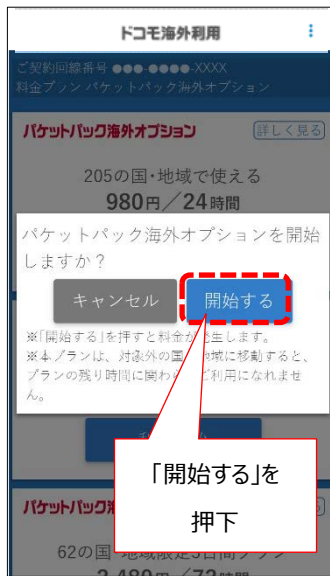 ドコモ海外利用
ご契約回線番号 ●●●-●●●●-XXXX
料金プラン パケットパック海外オプション
パケットパック海外オプション
詳しく見る
205の国・地域で使える
980円／24時間
パケットパック海外オプションを開始
しますか？
キャンセル
開始する
※「開始する」を押すと料金が発生します。
※本プランは、対象外の国・地域に移動すると、
プランの残り時間に関わらずご利用になれませ
ん。
「開始する」を
押下
パケットパック海
62の国・地域限定3日間プラン
2,480円／72時間